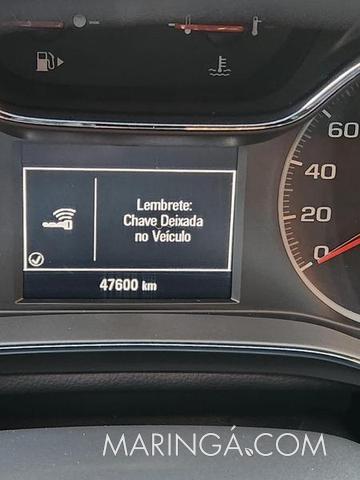 60
40
20
0
Lembrete:
Chave Deixada
no Veículo
47600 km
MARINGÁ.COM